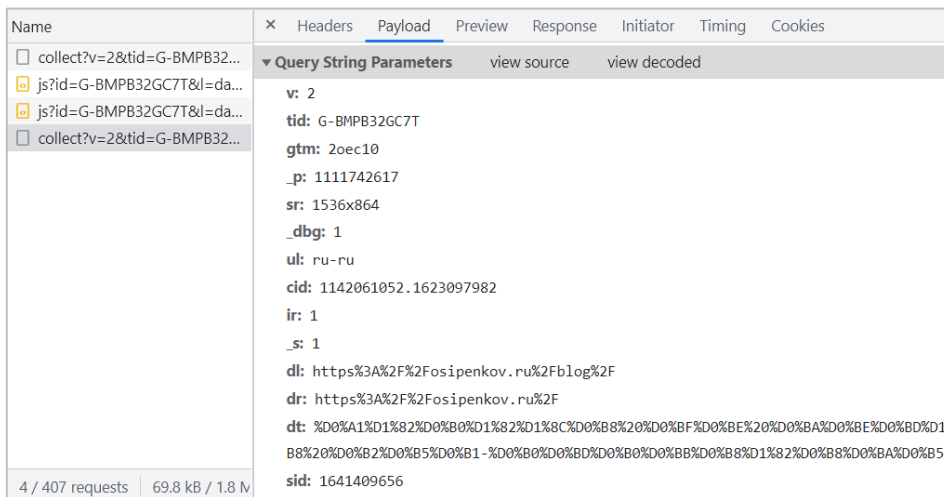 Name
collect?v=2&tid=G-BMPB32...
js?id=G-BMPB32GC7T&l=da...
js?id=G-BMPB32GC7T&l=da...
collect?v=2&tid=G-BMPB32...
4 / 407 requests 69.8 kB / 1.8 M
× Headers Payload Preview Response Initiator Timing Cookies
▾ Query String Parameters view source view decoded
v: 2
tid: G-BMPB32GC7T
gtm: 2oec10
_p: 1111742617
sr: 1536x864
_dbg: 1
ul: ru-ru
cid: 1142061052.1623097982
ir: 1
_s: 1
dl: https%3A%2F%2Fosipenkov.ru%2Fblog%2F
dr: https%3A%2F%2Fosipenkov.ru%2F
dt: %D0%A1%D1%82%D0%B0%D1%82%D1%8C%D0%B8%20%D0%BF%D0%BE%20%D0%BA%D0%BE%D0%BD%D1
B8%20%D0%B2%D0%B5%D0%B1-%D0%B0%D0%BD%D0%B0%D0%BB%D0%B8%D1%82%D0%B8%D0%BA%D0%B5
sid: 1641409656